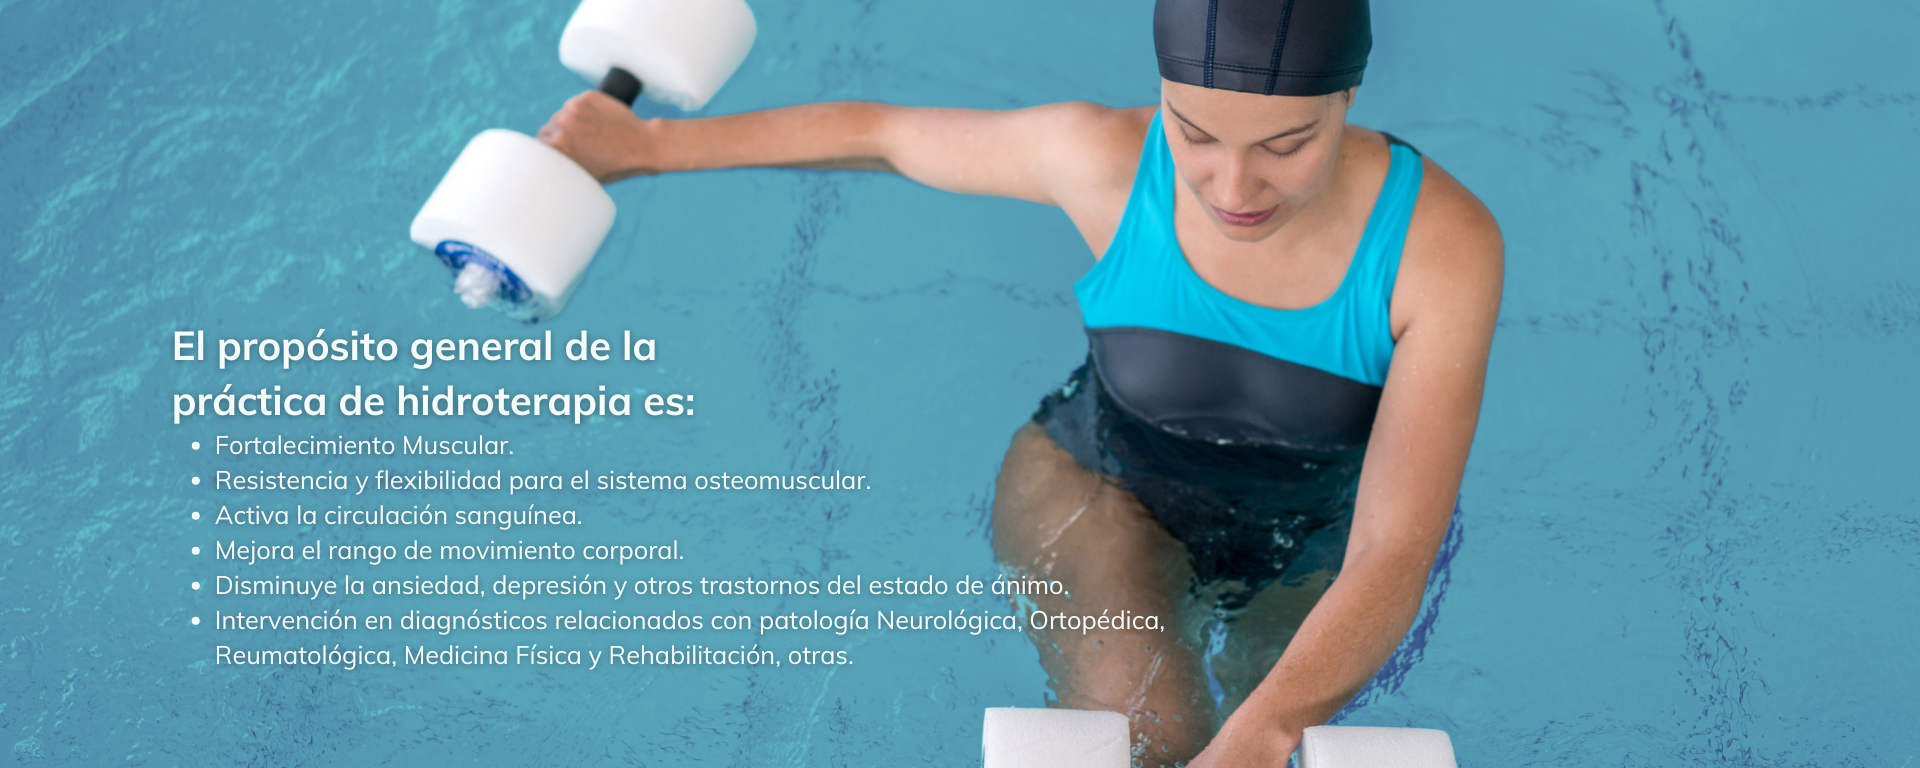 El propósito general de la
práctica de hidroterapia es:
• Fortalecimiento Muscular.
• Resistencia y flexibilidad para el sistema osteomuscular.
• Activa la circulación sanguínea.
• Mejora el rango de movimiento corporal.
• Disminuye la ansiedad, depresión y otros trastornos del estado de ánimo.
• Intervención en diagnósticos relacionados con patología Neurológica, Ortopédica,
Reumatológica, Medicina Física y Rehabilitación, otras.